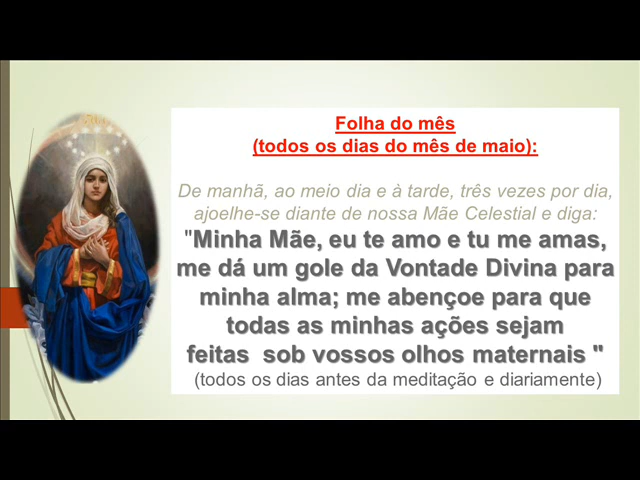 Folha do mês
(todos os dias do mês de maio):
De manhã, ao meio dia e à tarde, três vezes por dia,
ajoelhe-se diante de nossa Mãe Celestial e diga:
"Minha Mãe, eu te amo e tu me amas,
me dá um gole da Vontade Divina para
minha alma; me abençoe para que
todas as minhas ações sejam
feitas  sob vossos olhos maternais "
(todos os dias antes da meditação e diariamente)